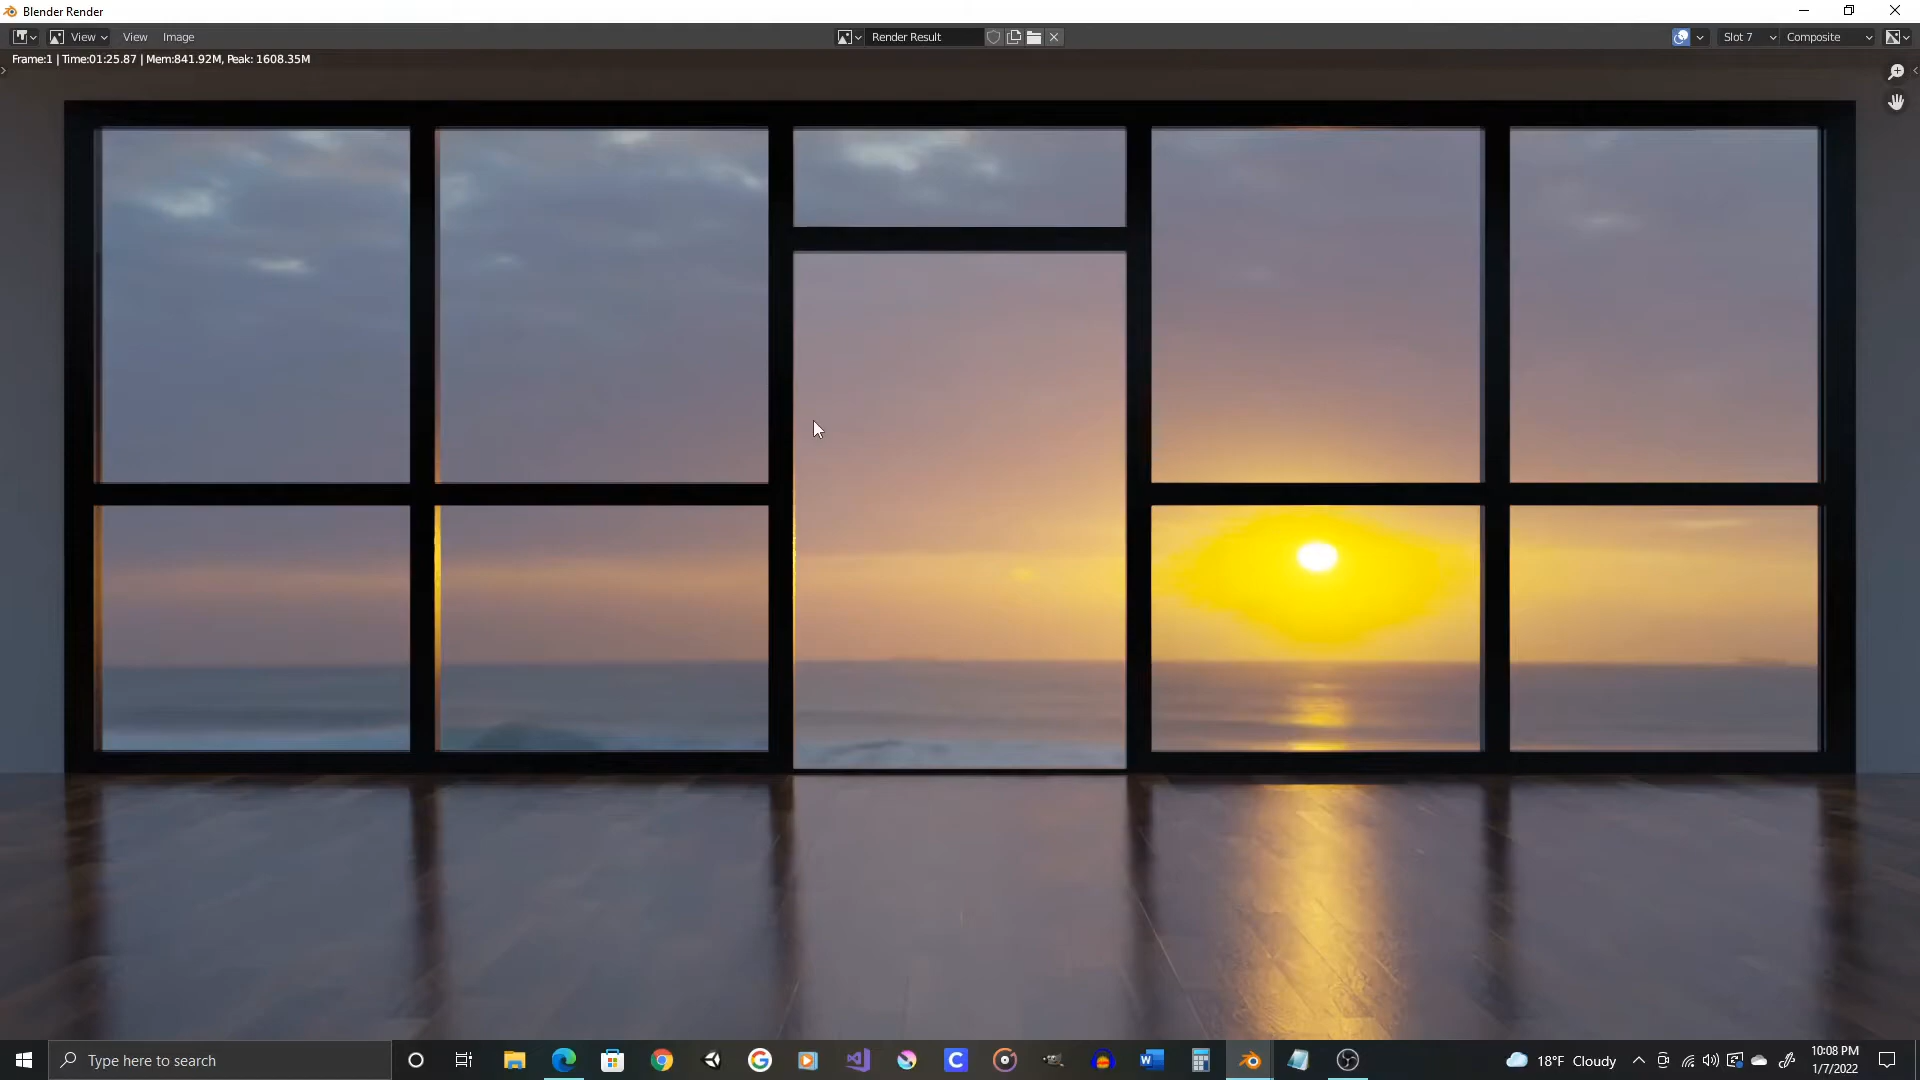 Blender Render
View View Image Render Result Slot 7 Composite
Frame:1 | Time:01:25.87 | Mem:841.92M, Peak: 1608.35M
Type here to search
18°F Cloudy
10:08 PM
1/7/2022